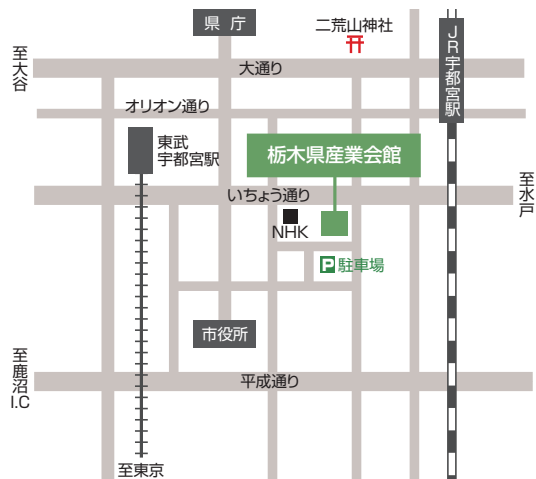 県庁
二荒山神社
至大谷
大通り
JR宇都宮駅
オリオン通り
東武
宇都宮駅
栃木県産業会館
いちょう通り
至水戸
NHK
P 駐車場
市役所
至鹿沼I.C
平成通り
至東京